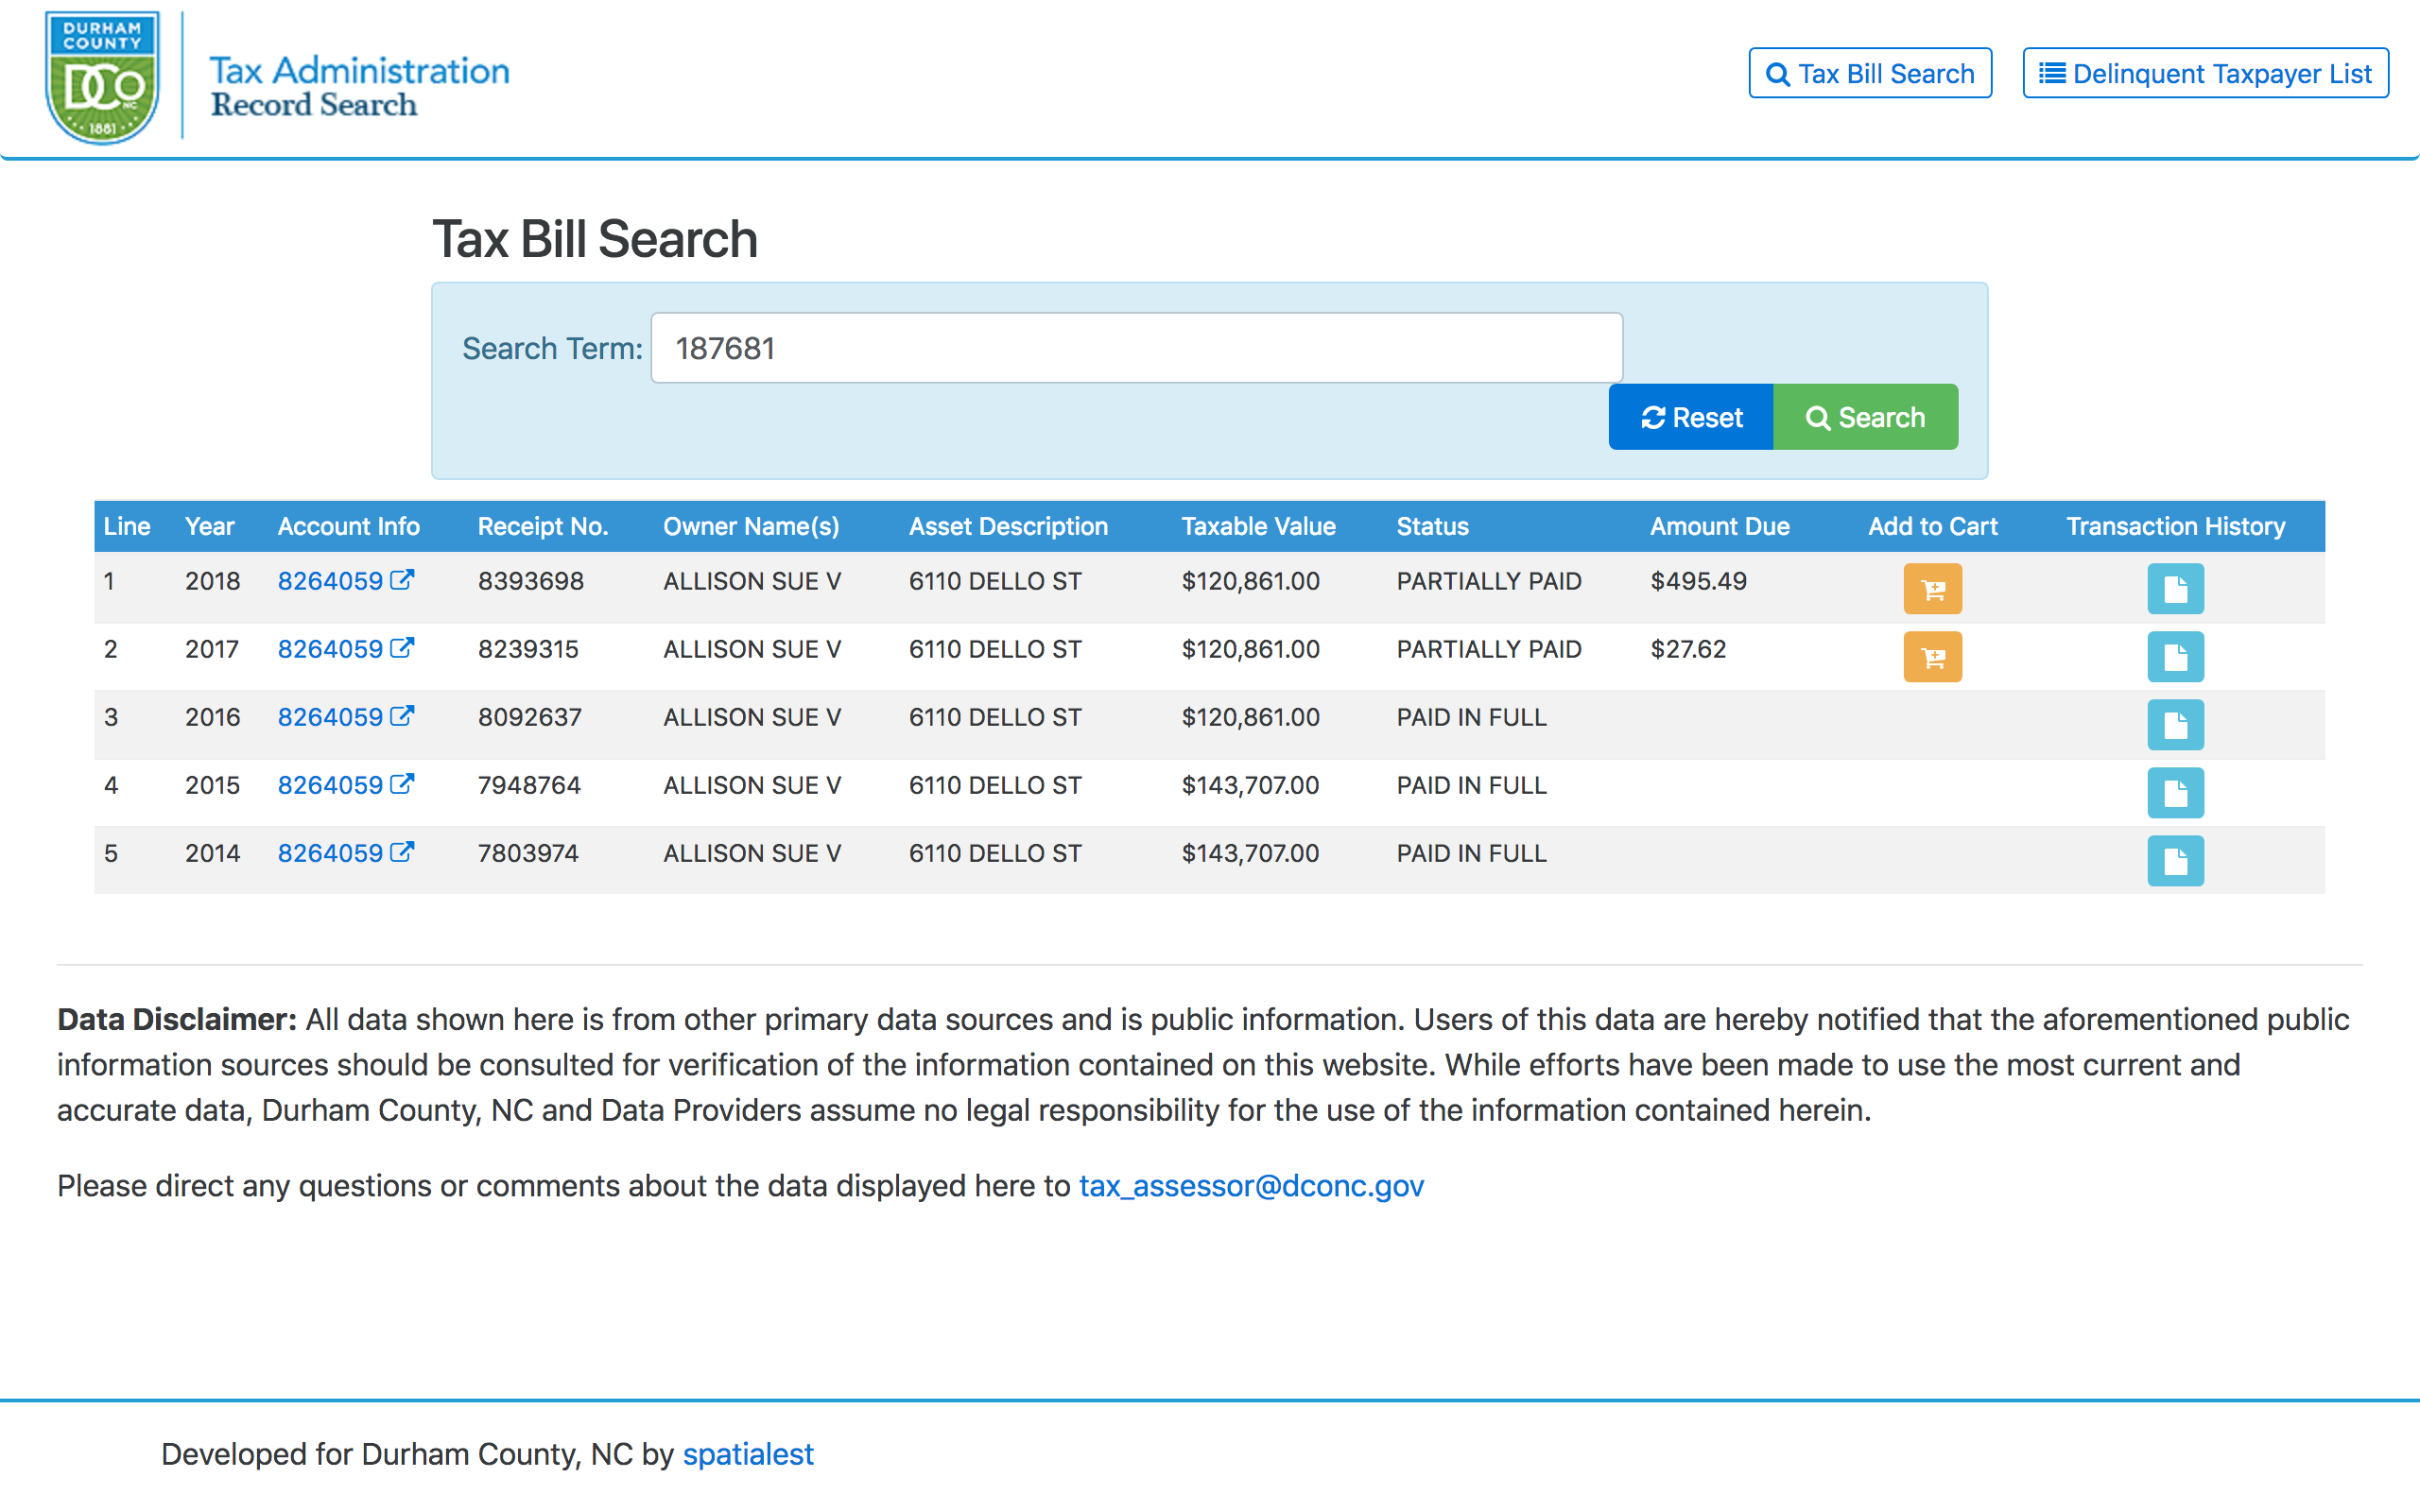 DURHAM
COUNTY
DCO
NC
1881
Tax Administration
Record Search
Tax Bill Search
Delinquent Taxpayer List
Tax Bill Search
Search Term: 187681
Reset Search
Line Year Account Info Receipt No. Owner Name(s) Asset Description Taxable Value Status Amount Due Add to Cart Transaction History
1 2018 8264059 8393698 ALLISON SUE V 6110 DELLO ST $120,861.00 PARTIALLY PAID $495.49
2 2017 8264059 8239315 ALLISON SUE V 6110 DELLO ST $120,861.00 PARTIALLY PAID $27.62
3 2016 8264059 8092637 ALLISON SUE V 6110 DELLO ST $120,861.00 PAID IN FULL
4 2015 8264059 7948764 ALLISON SUE V 6110 DELLO ST $143,707.00 PAID IN FULL
5 2014 8264059 7803974 ALLISON SUE V 6110 DELLO ST $143,707.00 PAID IN FULL
Data Disclaimer: All data shown here is from other primary data sources and is public information. Users of this data are hereby notified that the aforementioned public
information sources should be consulted for verification of the information contained on this website. While efforts have been made to use the most current and
accurate data, Durham County, NC and Data Providers assume no legal responsibility for the use of the information contained herein.
Please direct any questions or comments about the data displayed here to tax_assessor@dconc.gov
Developed for Durham County, NC by spatialest